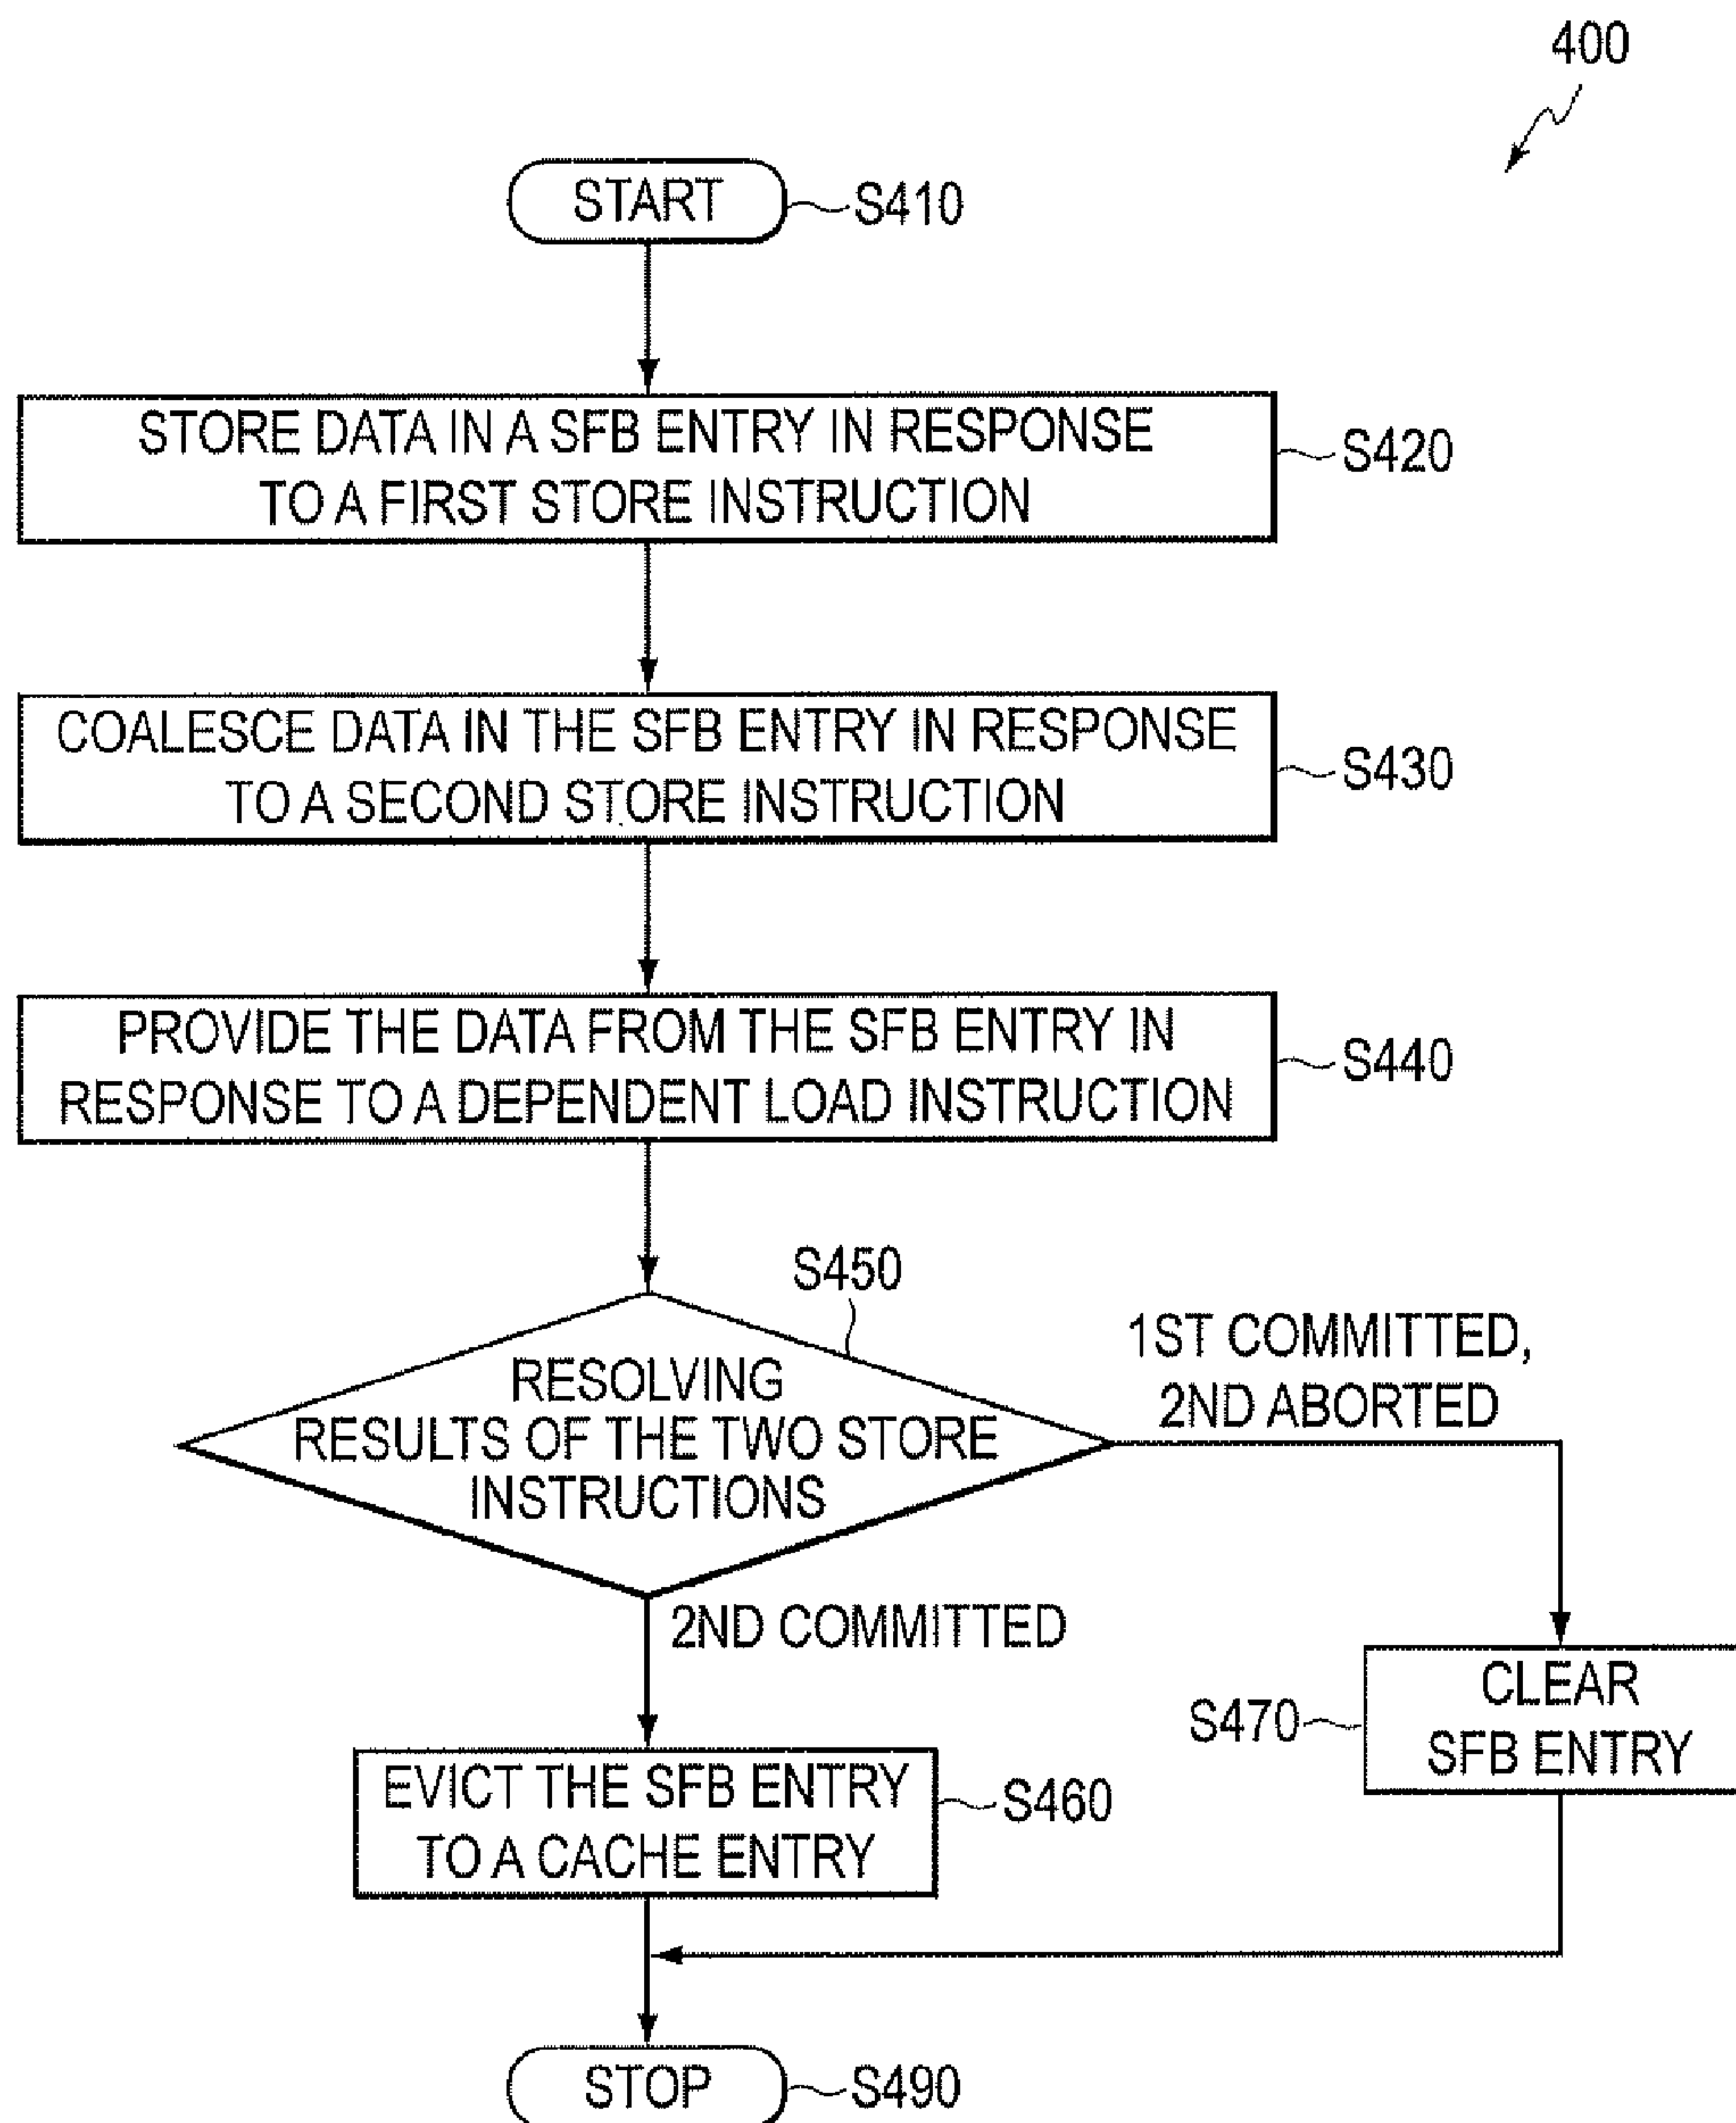 400
START
S410
STORE DATA IN A SFB ENTRY IN RESPONSE
TO A FIRST STORE INSTRUCTION
S420
COALESCE DATA IN THE SFB ENTRY IN RESPONSE
TO A SECOND STORE INSTRUCTION
S430
PROVIDE THE DATA FROM THE SFB ENTRY IN
RESPONSE TO A DEPENDENT LOAD INSTRUCTION
S440
S450
RESOLVING
RESULTS OF THE TWO STORE
INSTRUCTIONS
1ST COMMITTED,
2ND ABORTED
2ND COMMITTED
CLEAR
SFB ENTRY
S470
EVICT THE SFB ENTRY
TO A CACHE ENTRY
S460
STOP
S490